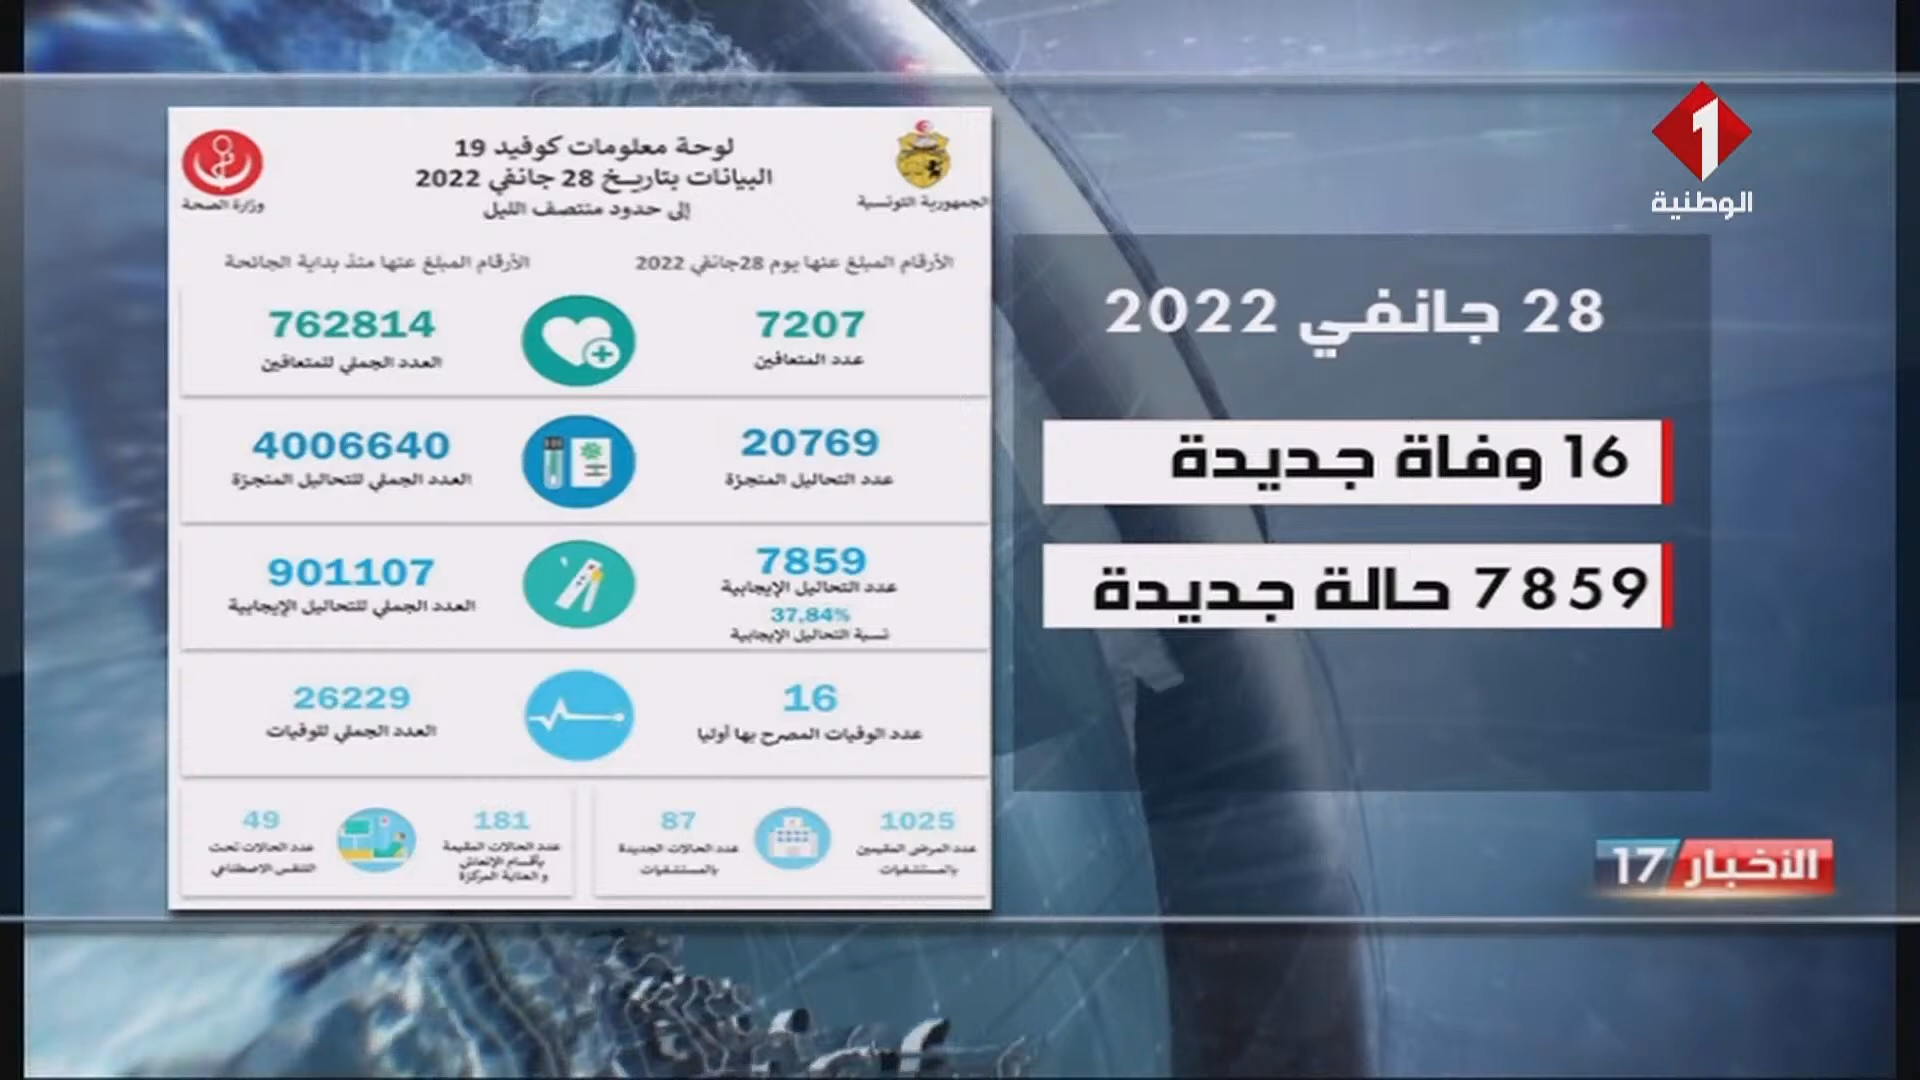 لوحة معلومات كوفيد 19
البيانات بتاريخ 28 جانفي 2022
إلى حدود منتصف الليل
الجمهورية التونسية
وزارة الصحة
الأرقام المبلغ عنها يوم 28جانفي 2022
الأرقام المبلغ عنها منذ بداية الجائحة
7207
عدد المتعافين
762814
العدد الجملي للمتعافين
20769
عدد التحاليل المنجزة
4006640
العدد الجملي للتحاليل المنجزة
7859
عدد التحاليل الإيجابية
37,84%
نسبة التحاليل الإيجابية
901107
العدد الجملي للتحاليل الإيجابية
16
عدد الوفيات المصرح بها أوليا
26229
العدد الجملي للوفيات
1025
عدد المرضى المقيمين
بالمستشفيات
87
عدد الحالات الجديدة
بالمستشفيات
181
عدد الحالات المقيمة
بأقسام الإنعاش
و العناية المركزة
49
عدد الحالات تحت
التنفس الاصطناعي
1
الوطنية
28 جانفي 2022
16 وفاة جديدة
7859 حالة جديدة
الأخبار 17